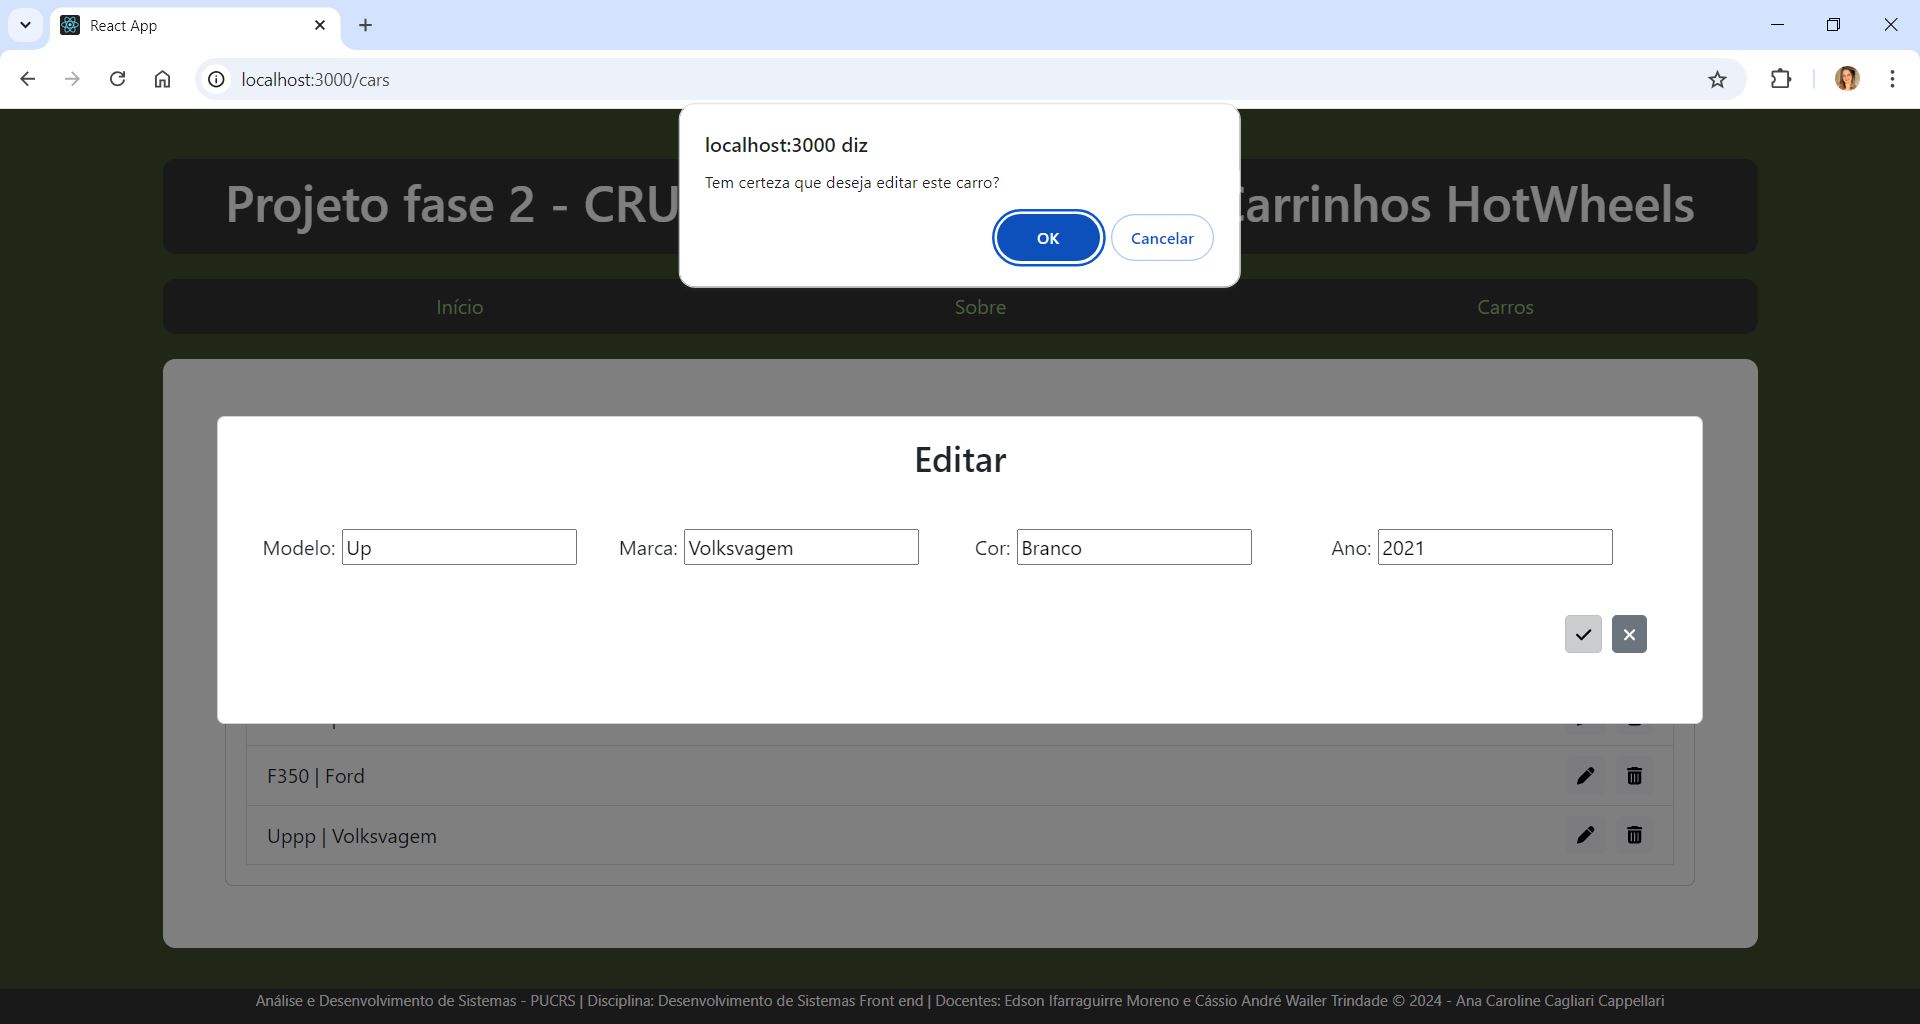 React App
localhost:3000/cars
localhost:3000 diz
Tem certeza que deseja editar este carro?
OK
Cancelar
Projeto fase 2 - CRU
Carrinhos HotWheels
Início
Sobre
Carros
Editar
Modelo: Up
Marca: Volksvagem
Cor: Branco
Ano: 2021
F350 | Ford
Uppp | Volksvagem
Análise e Desenvolvimento de Sistemas - PUCRS | Disciplina: Desenvolvimento de Sistemas Front end | Docentes: Edson Ifarraguirre Moreno e Cássio André Wailer Trindade © 2024 - Ana Caroline Cagliari Cappellari